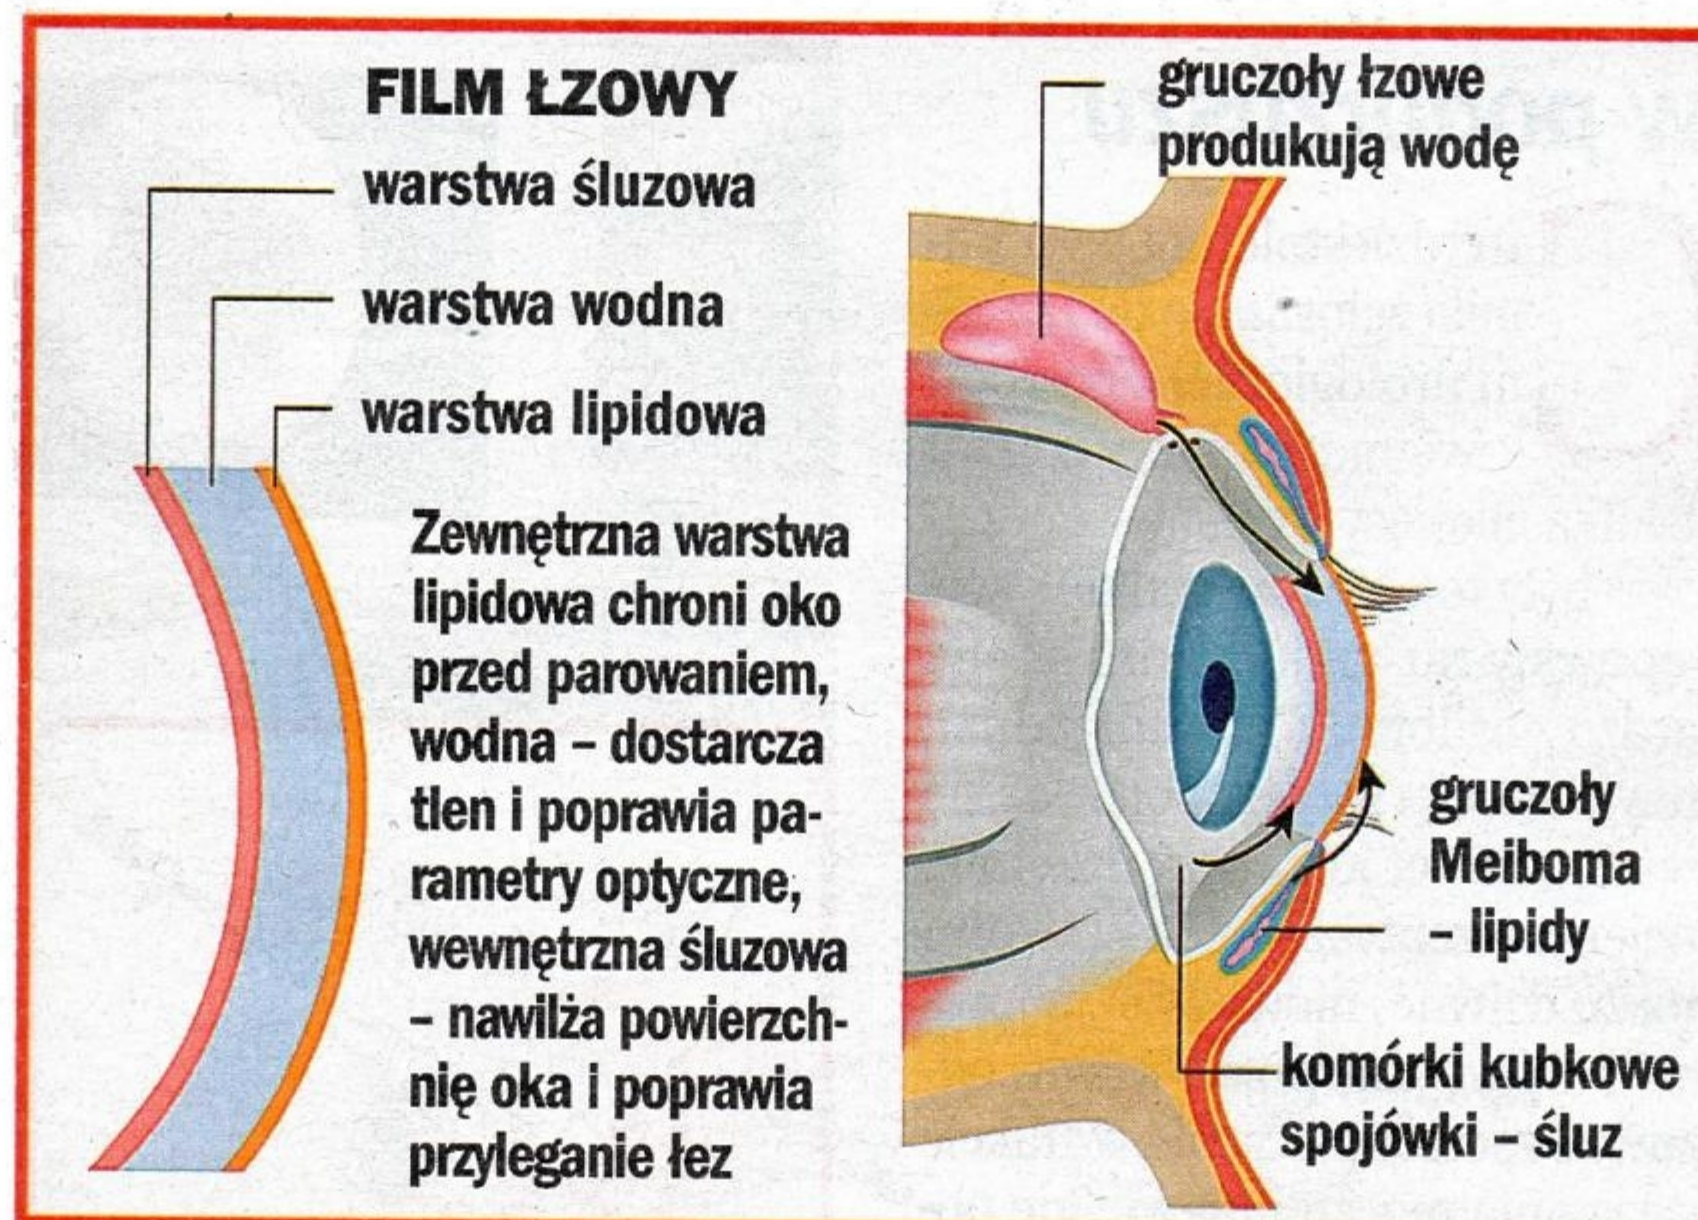 FILM ŁZOWY
warstwa śluzowa
warstwa wodna
warstwa lipidowa
Zewnętrzna warstwa
lipidowa chroni oko
przed parowaniem,
wodna – dostarcza
tlen i poprawia pa-
rametry optyczne,
wewnętrzna śluzowa
– nawilża powierzch-
nię oka i poprawia
przyleganie łez
gruczoły łzowe
produkują wodę
gruczoły
Meiboma
– lipidy
komórki kubkowe
spojówki – śluz